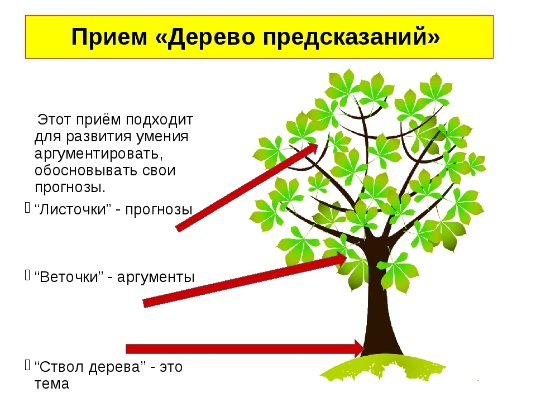 Прием «Дерево предсказаний»
Этот приём подходит
для развития умения
аргументировать,
обосновывать свои
прогнозы.
“Листочки” - прогнозы
“Веточки” - аргументы
“Ствол дерева” - это
тема